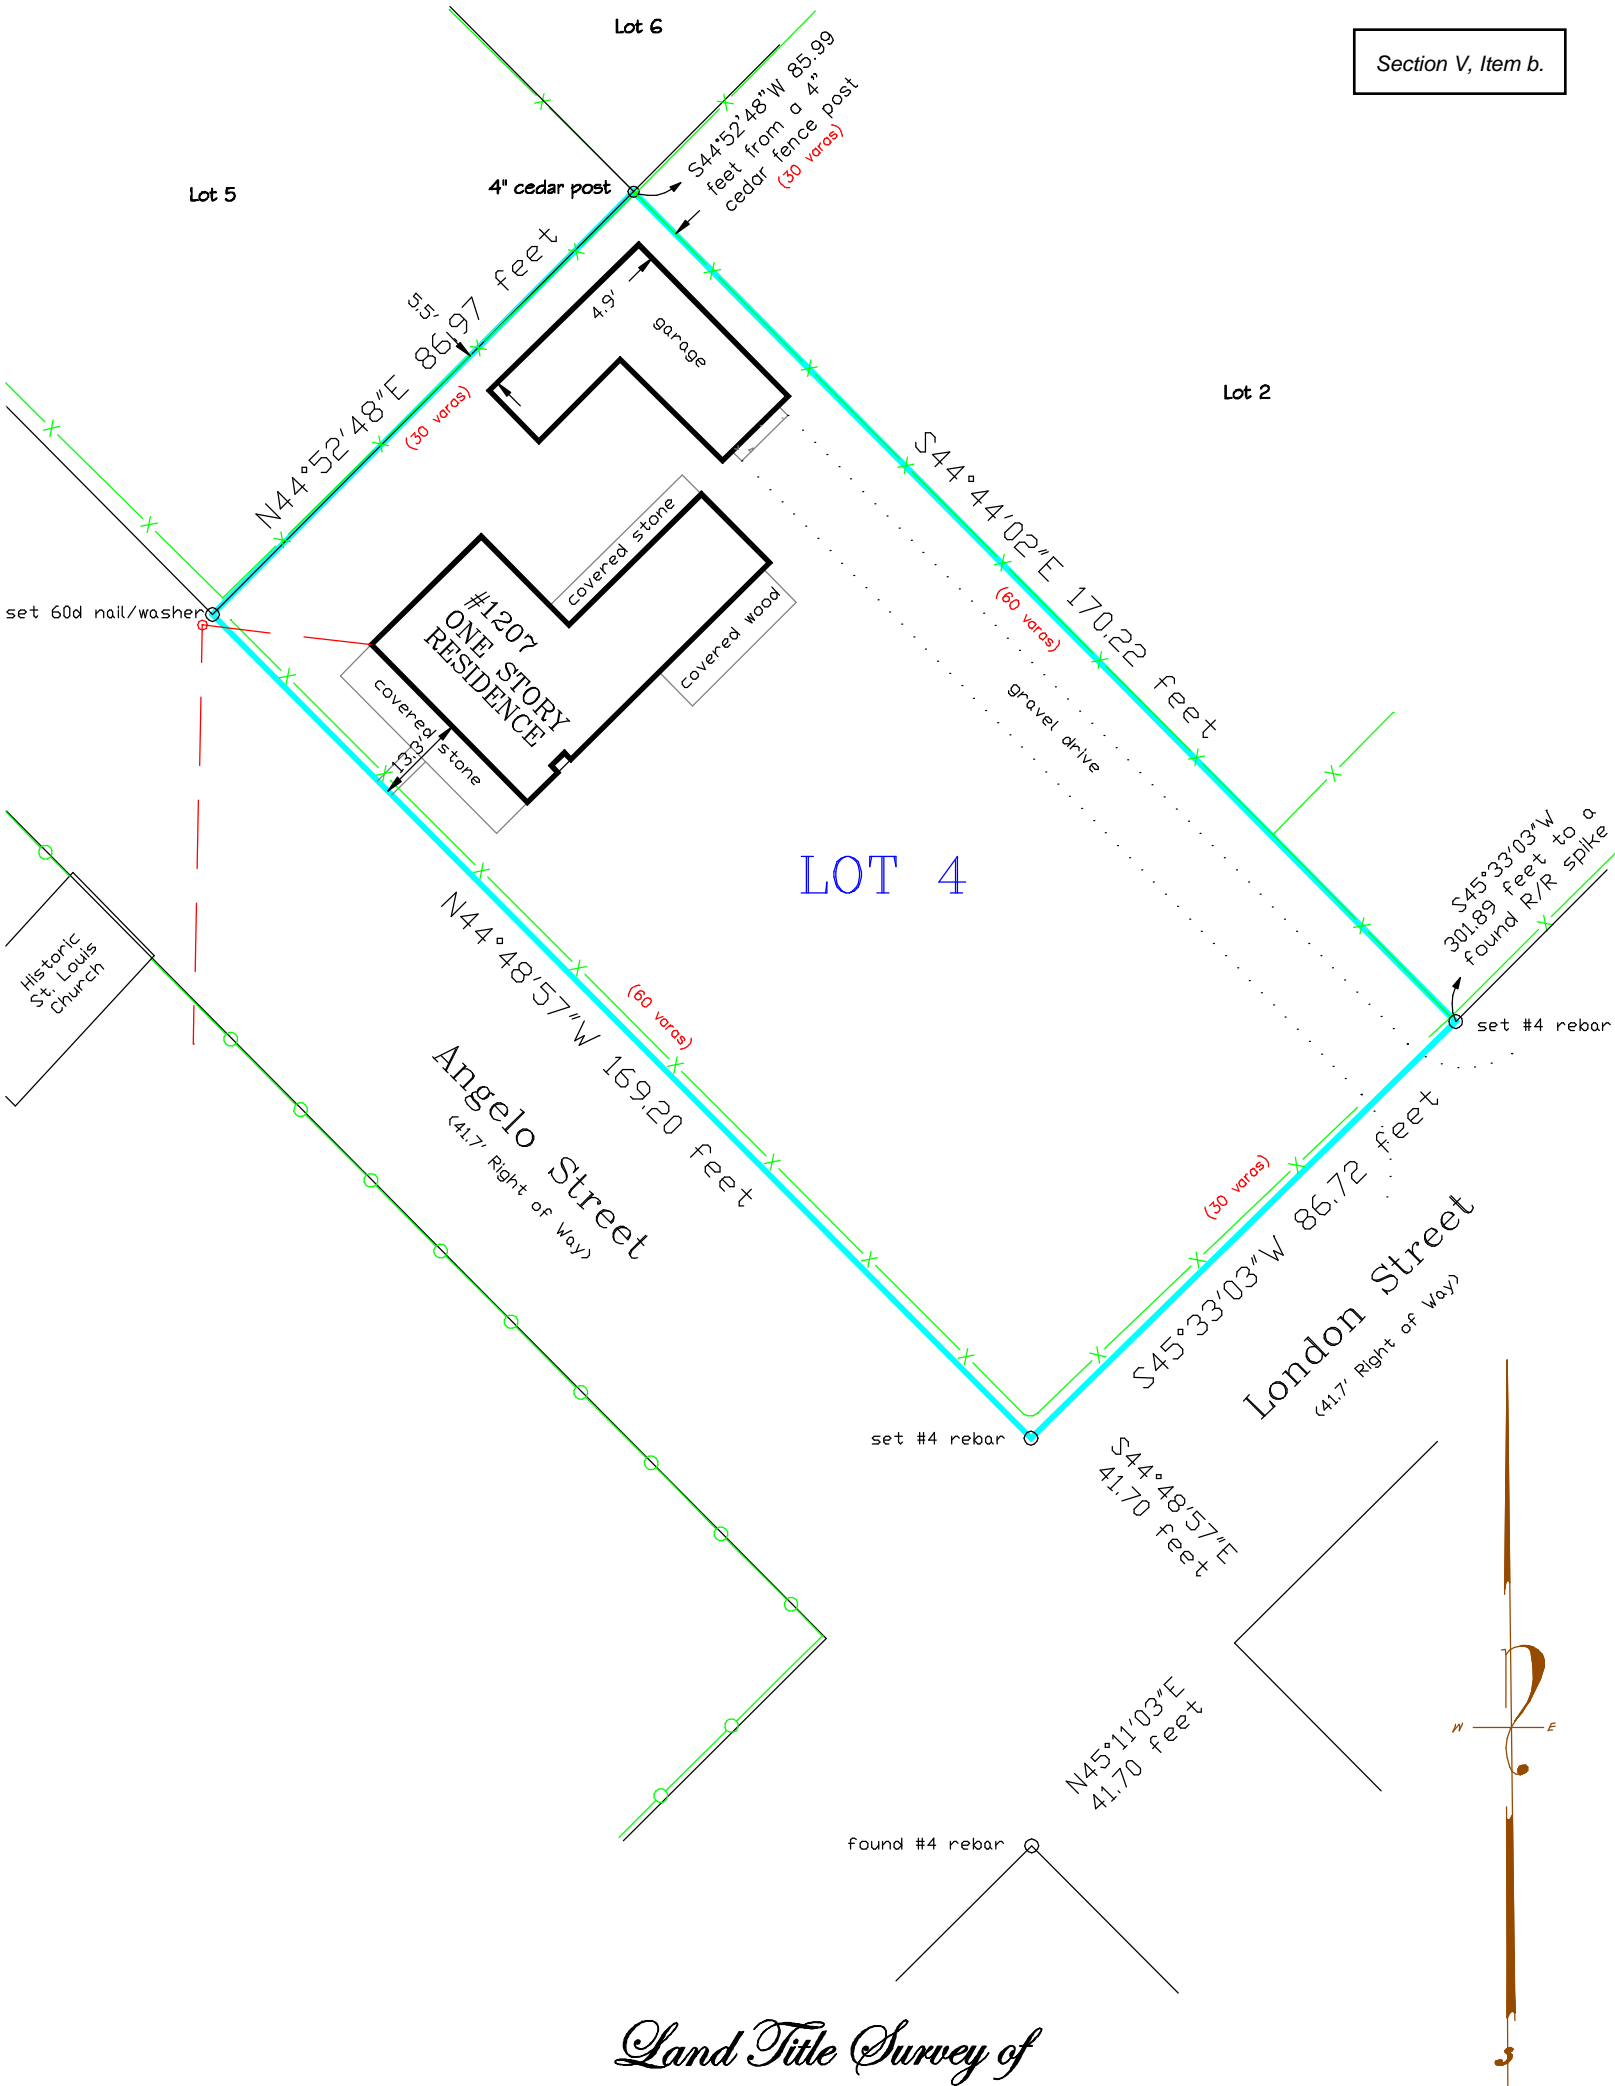 Lot 6
Section V, Item b.
S44°52'48"W 85.99
feet from a 4"
cedar fence post
(30 varas)
Lot 5
4" cedar post
N44°52'48"E 86.97 feet
5.5'
(30 varas)
4.9'
garage
Lot 2
S44°44'02"E 170.22 feet
(60 varas)
set 60d nail/washer
covered stone
#1207
ONE STORY
RESIDENCE
covered wood
covered stone
13.3'
gravel drive
LOT 4
S45°33'03"W
301.89 feet to a
found R/R spike
set #4 rebar
Historic
St. Louis
Church
N44°48'57"W 169.20 feet
(60 varas)
Angelo Street
(41.7' Right of Way)
(30 varas)
S45°33'03"W 86.72 feet
London Street
(41.7' Right of Way)
set #4 rebar
S44°48'57"E
41.70 feet
N45°11'03"E
41.70 feet
W E
found #4 rebar
Land Title Survey of
S